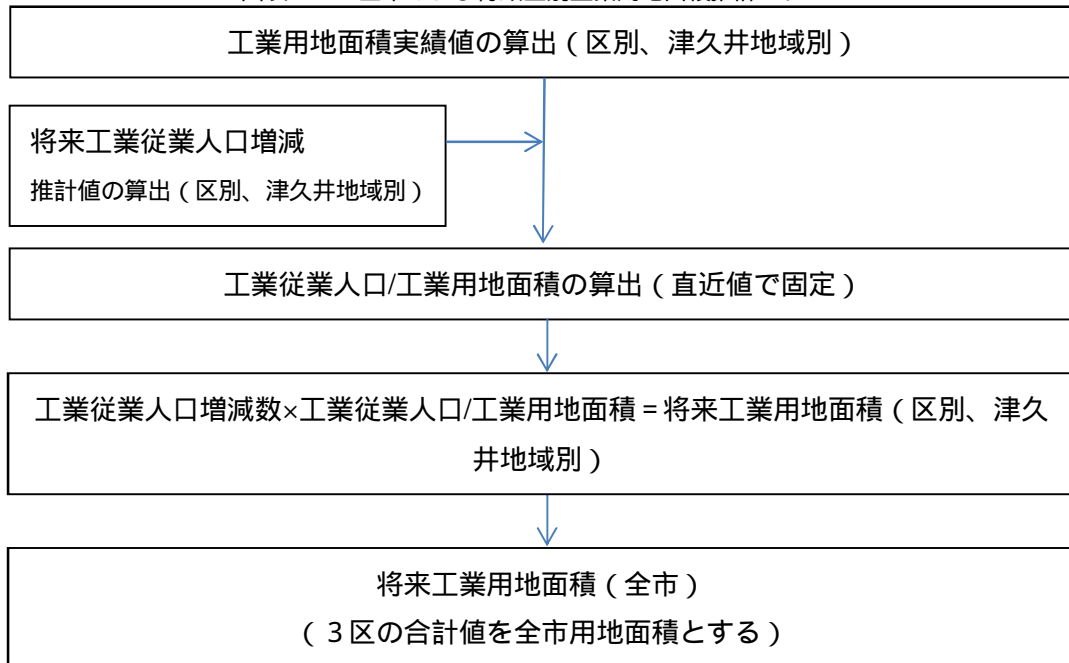 工業用地面積実績値の算出（区別、津久井地域別）
将来工業従業人口増減
推計値の算出（区別、津久井地域別）
工業従業人口/工業用地面積の算出（直近値で固定）
工業従業人口増減数×工業従業人口/工業用地面積＝将来工業用地面積（区別、津久
井地域別）
将来工業用地面積（全市）
（３区の合計値を全市用地面積とする）